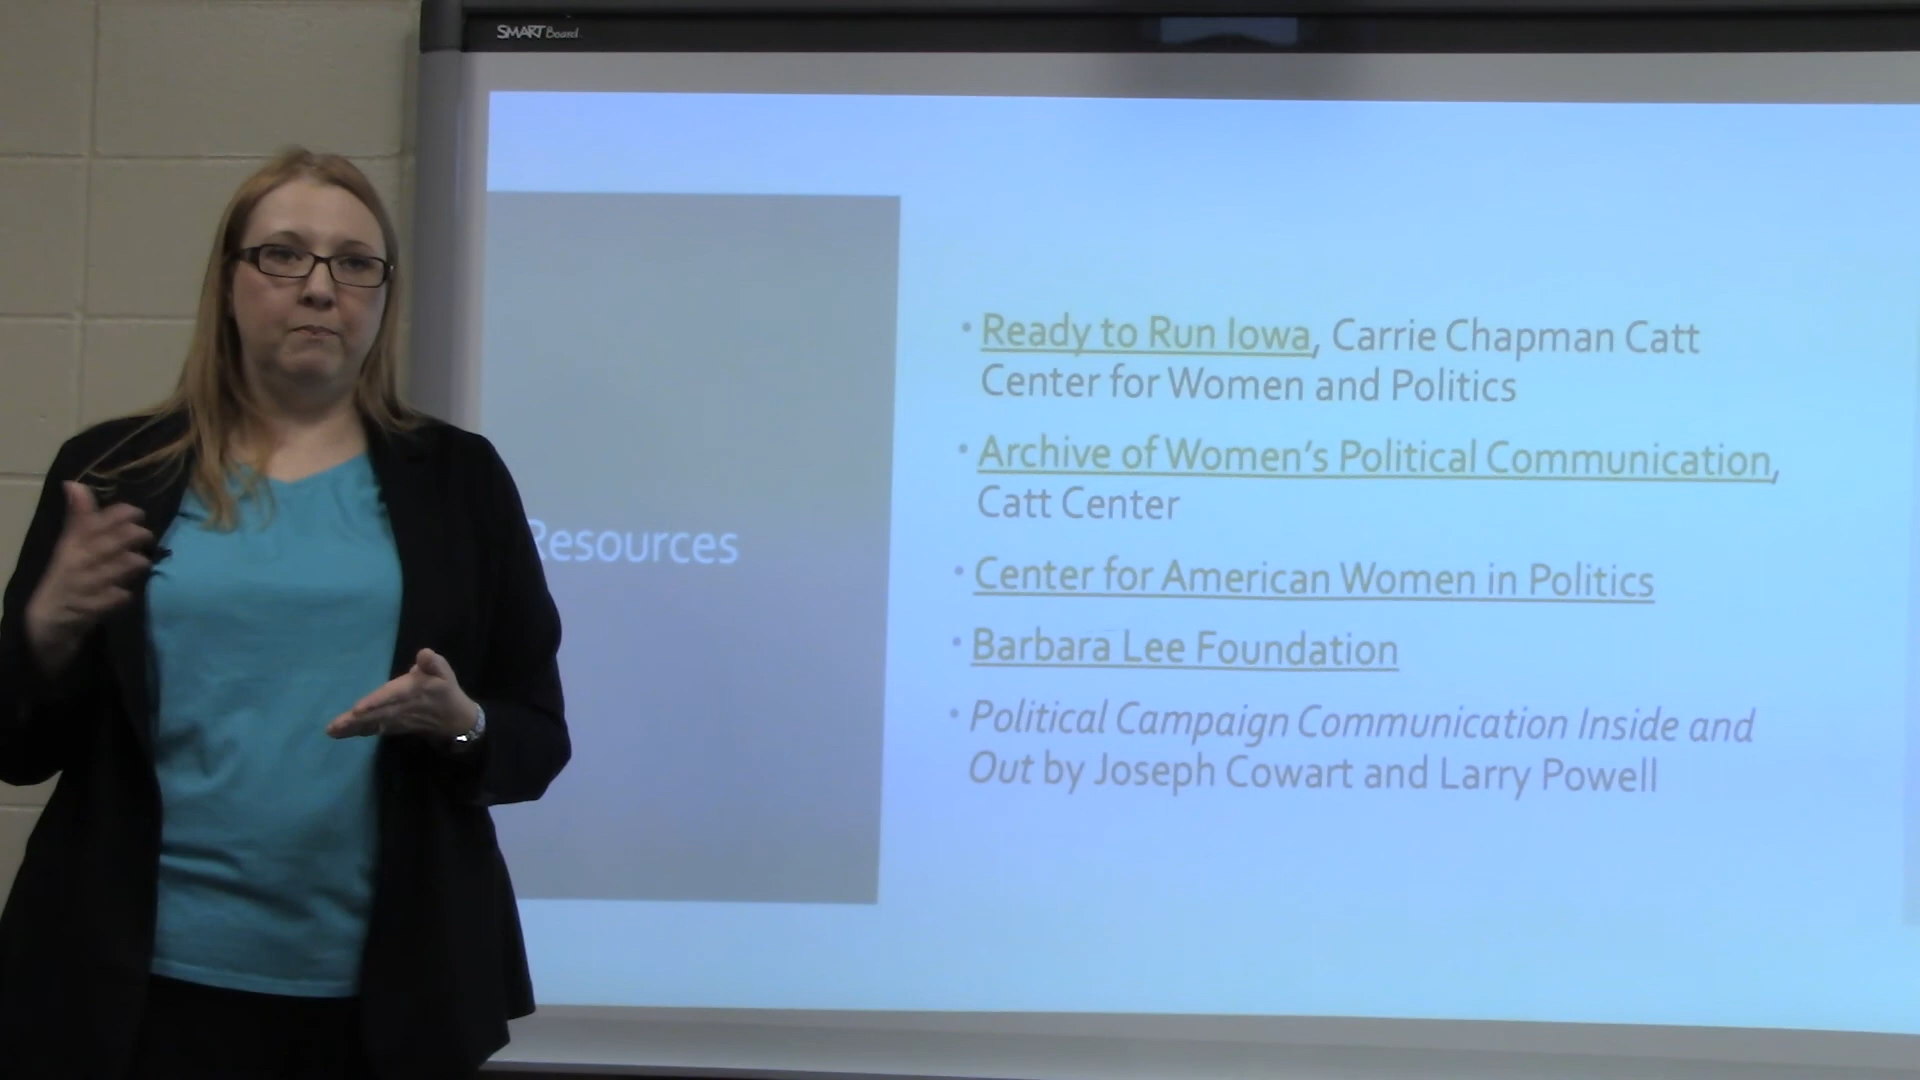 SMART Board
Resources
• Ready to Run Iowa, Carrie Chapman Catt
Center for Women and Politics
• Archive of Women's Political Communication,
Catt Center
• Center for American Women in Politics
• Barbara Lee Foundation
• Political Campaign Communication Inside and
Out by Joseph Cowart and Larry Powell